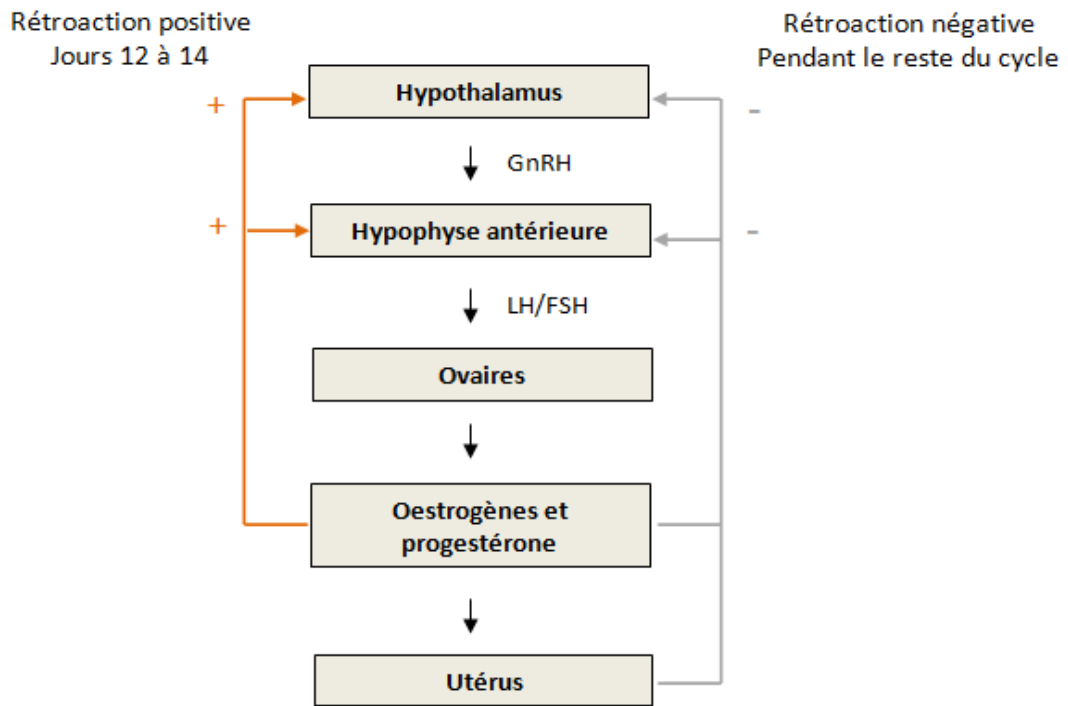 Rétroaction positive
Jours 12 à 14
Rétroaction négative
Pendant le reste du cycle
Hypothalamus
+
-
GnRH
+
Hypophyse antérieure
-
LH/FSH
Ovaires
Oestrogènes et
progestérone
Utérus